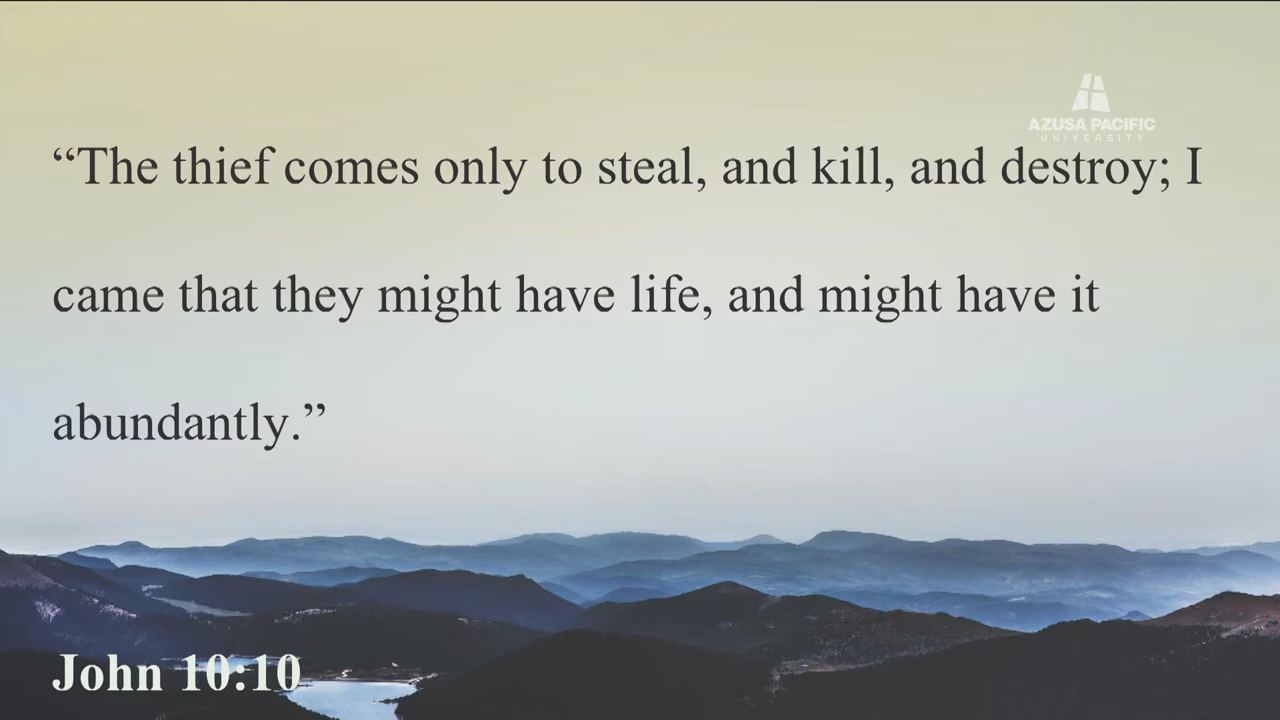 AZUSA PACIFIC
UNIVERSITY
“The thief comes only to steal, and kill, and destroy; I
came that they might have life, and might have it
abundantly.”
John 10:10